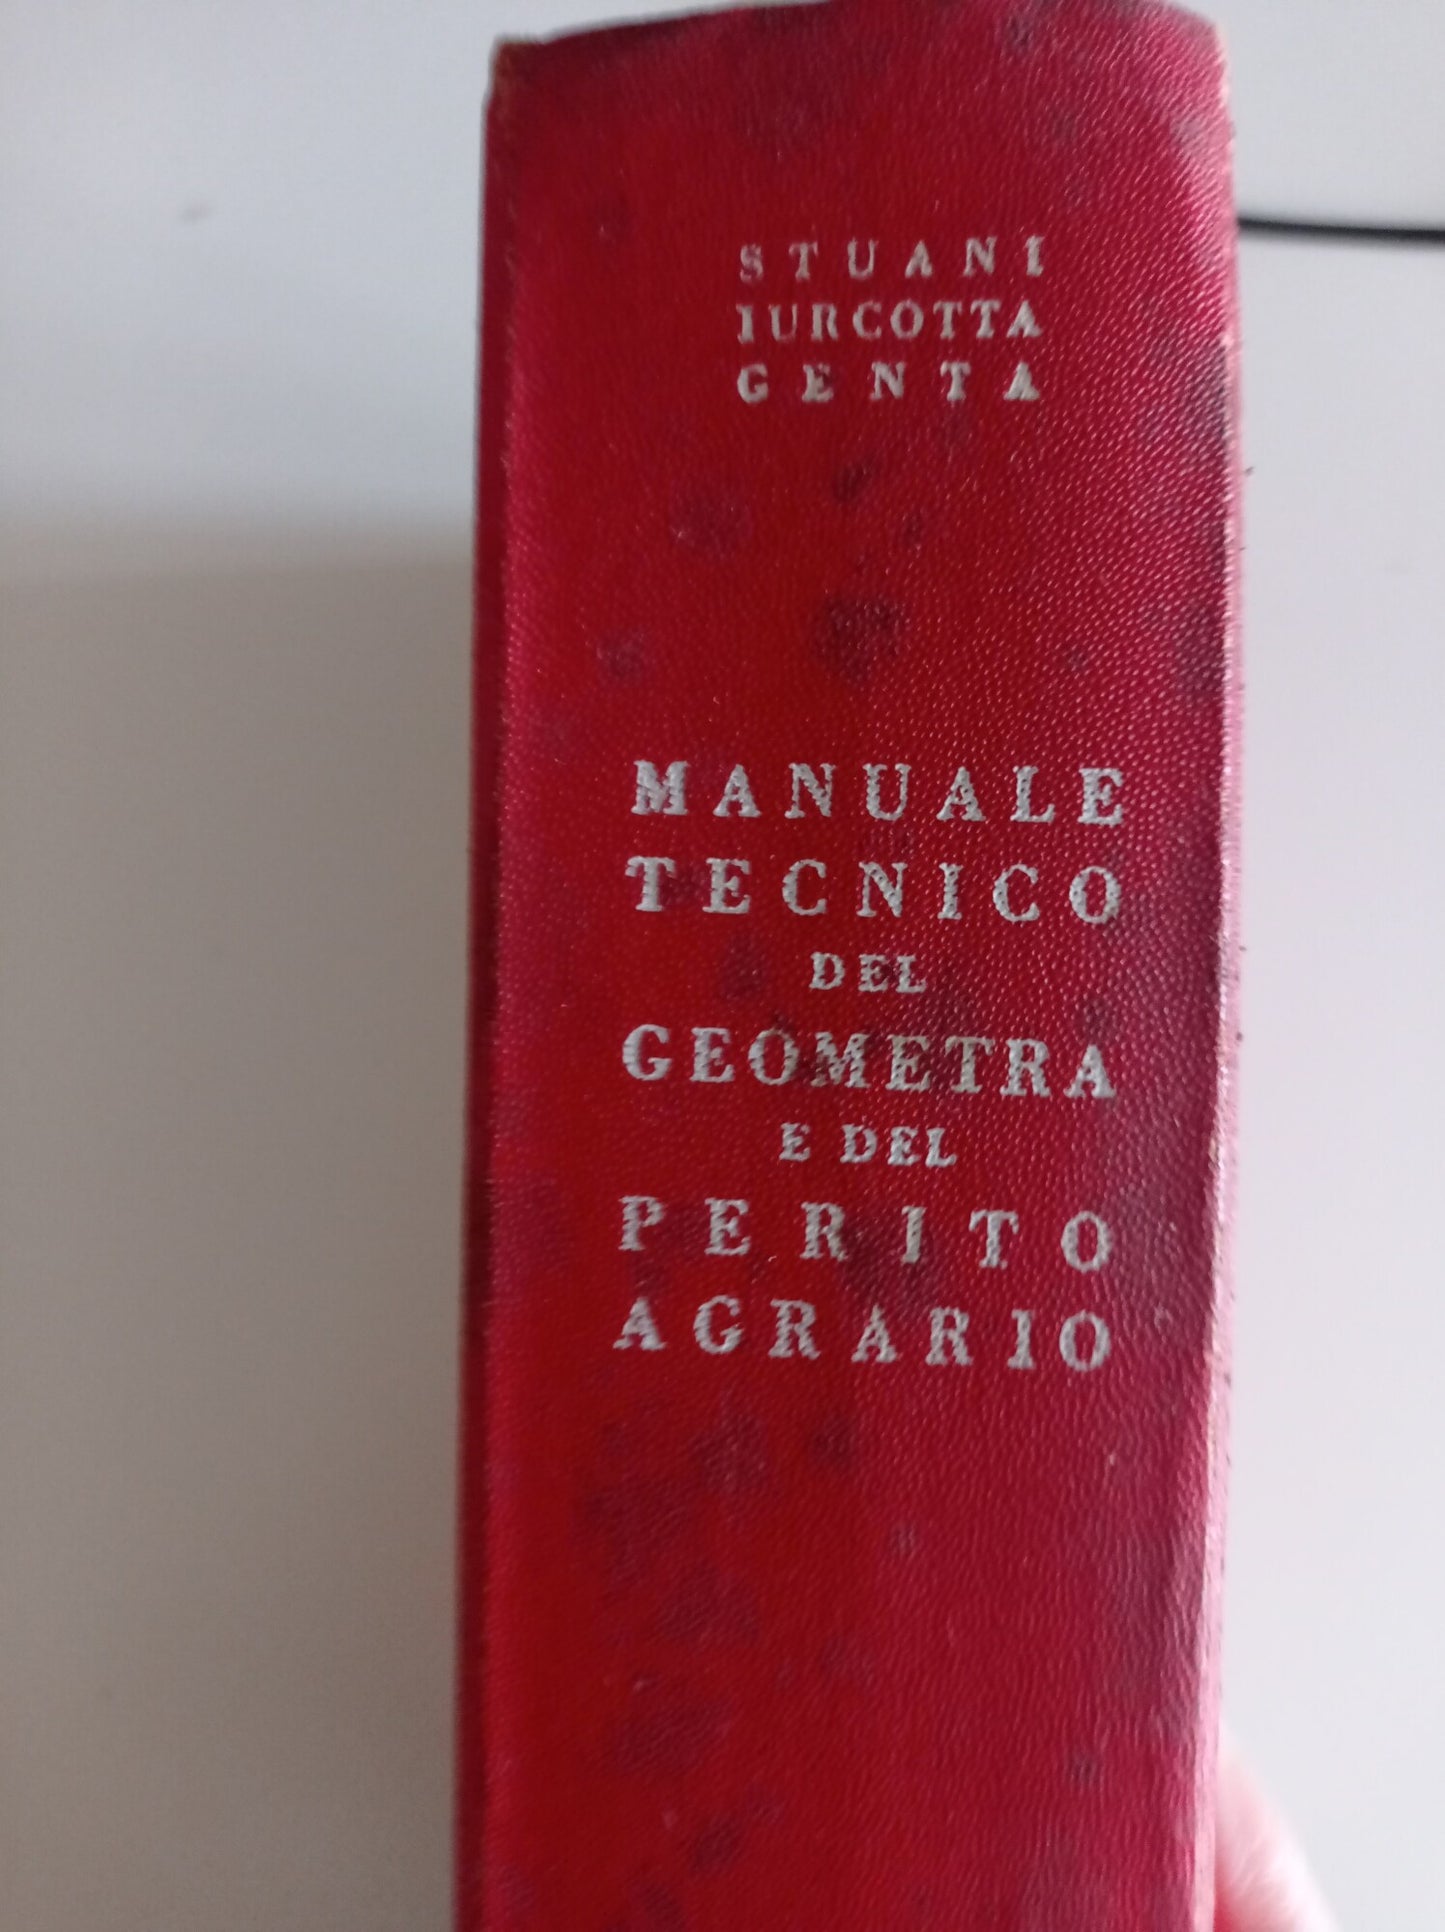 STUANI
IURCOTTA
GENTA
MANUALE
TECNICO
DEL
GEOMETRA
E DEL
PERITO
AGRARIO